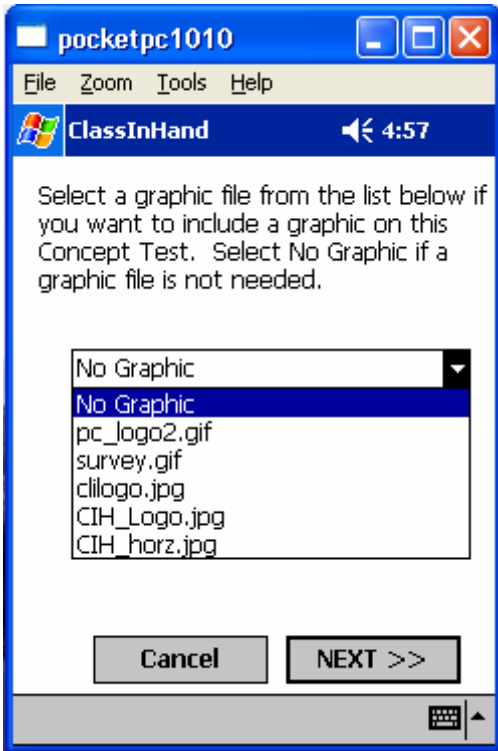 pocketpc1010
File Zoom Tools Help
ClassInHand 4:57
Select a graphic file from the list below if
you want to include a graphic on this
Concept Test. Select No Graphic if a
graphic file is not needed.
No Graphic
No Graphic
pc_logo2.gif
survey.gif
clilogo.jpg
CIH_Logo.jpg
CIH_horz.jpg
Cancel NEXT >>